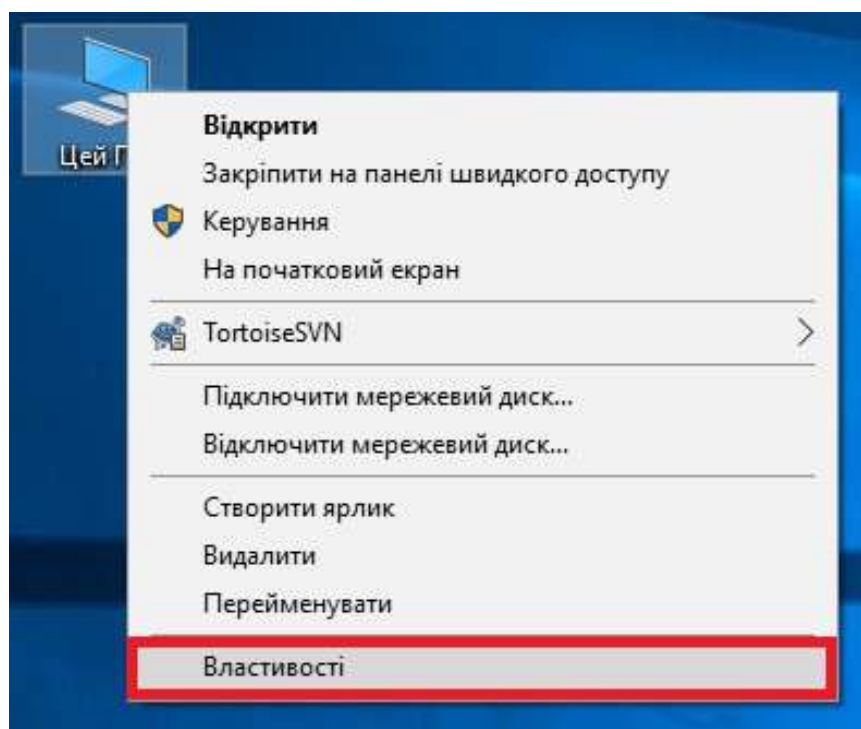 Цей П
Відкрити
Закріпити на панелі швидкого доступу
Керування
На початковий екран
TortoiseSVN
Підключити мережевий диск...
Відключити мережевий диск...
Створити ярлик
Видалити
Перейменувати
Властивості